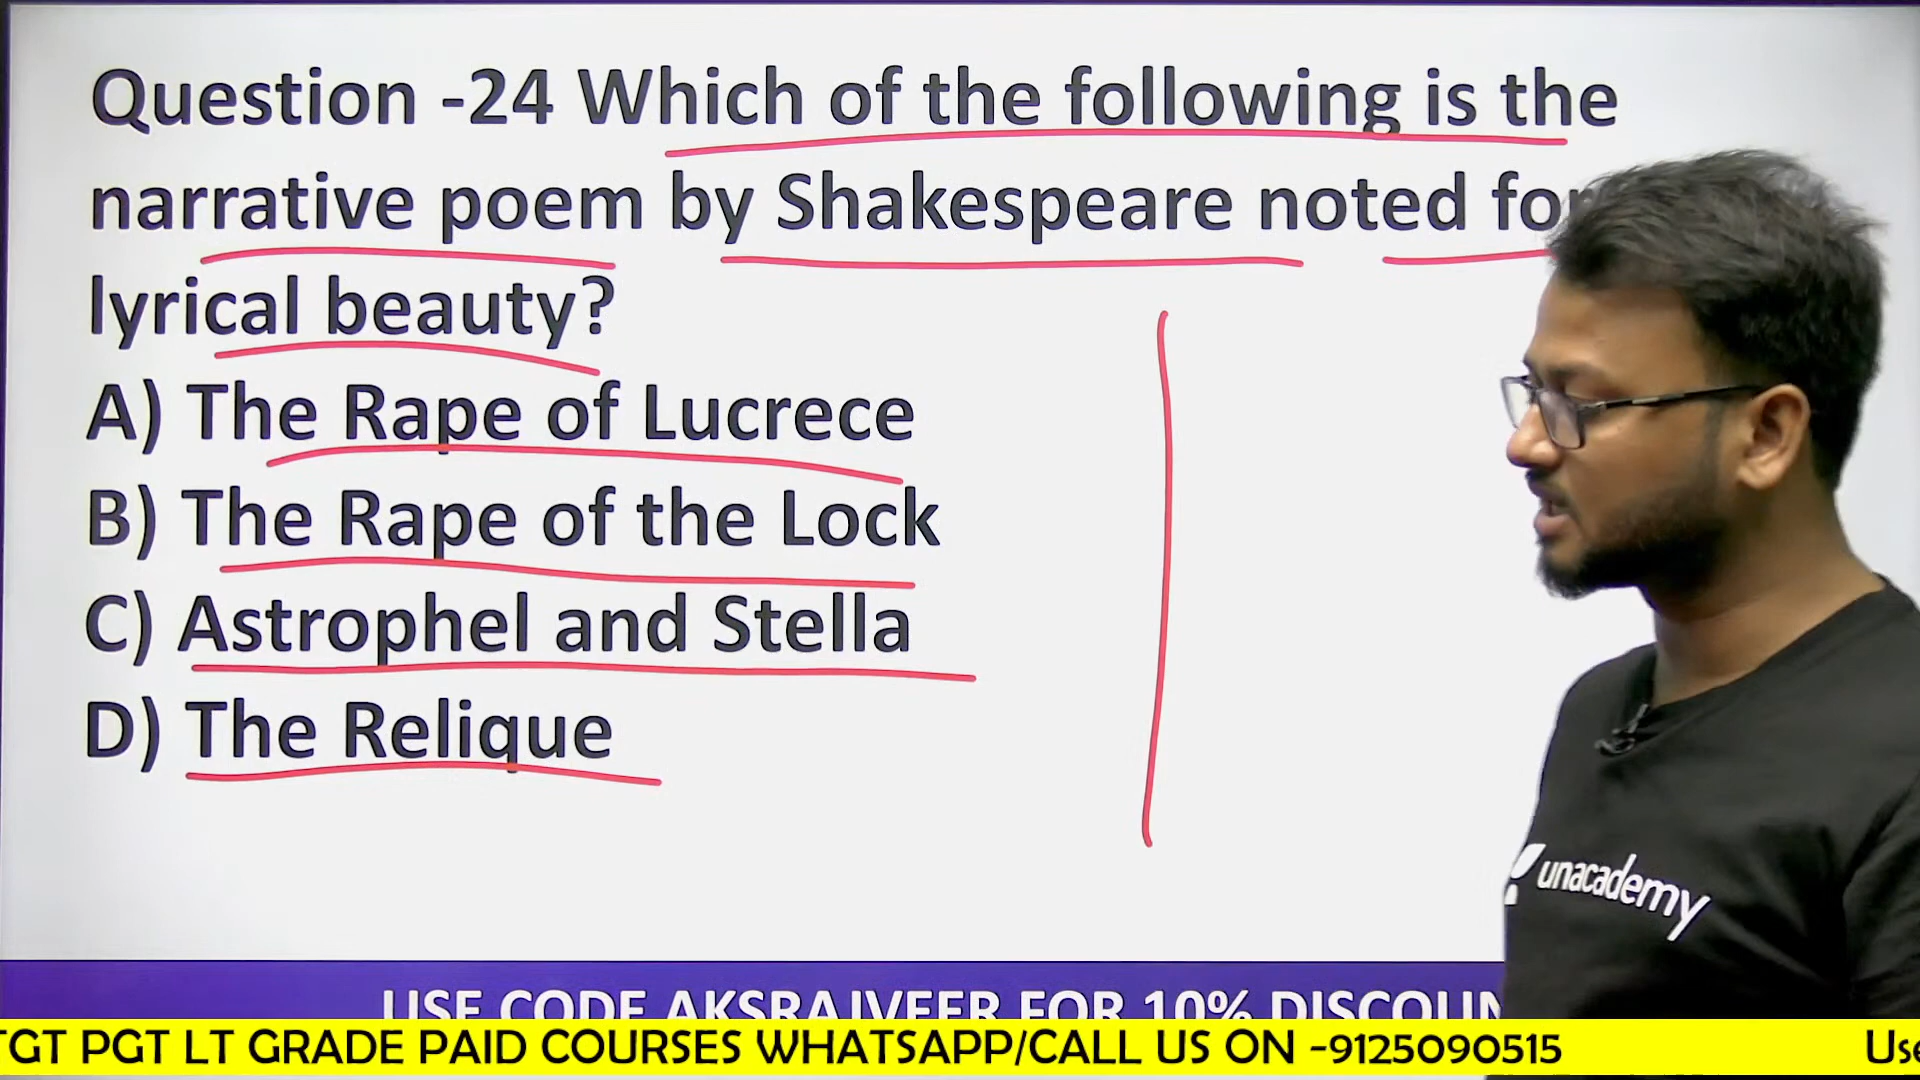 Question -24 Which of the following is the
narrative poem by Shakespeare noted for
lyrical beauty?
A) The Rape of Lucrece
B) The Rape of the Lock
C) Astrophel and Stella
D) The Relique
unacademy
USE CODE AKSRAJVEER FOR 10%
TGT PGT LT GRADE PAID COURSES WHATSAPP/CALL US ON -9125090515